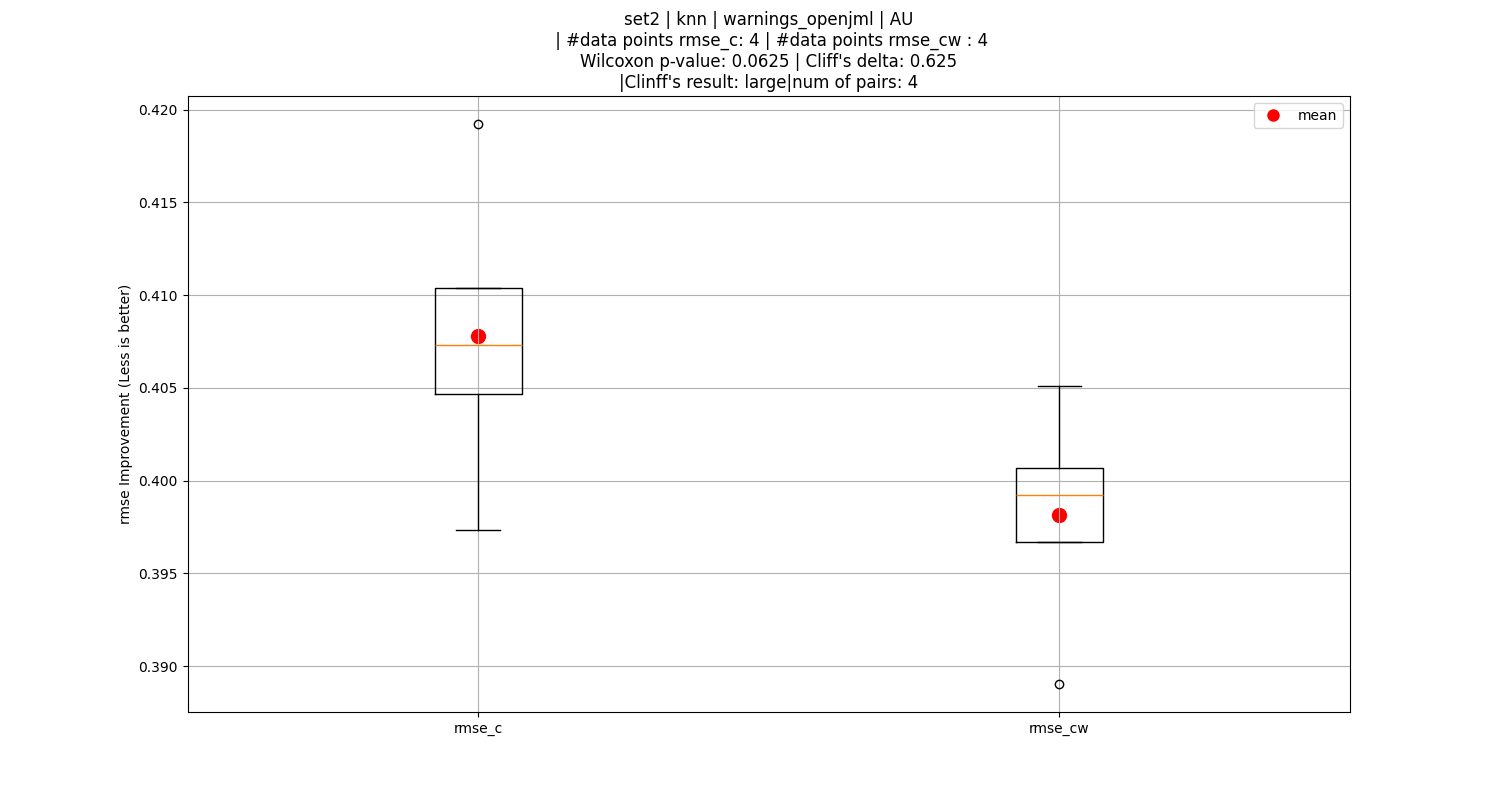 set2 | knn | warnings_openjml | AU
| #data points rmse_c: 4 | #data points rmse_cw : 4
Wilcoxon p-value: 0.0625 | Cliff's delta: 0.625
|Clinff's result: large|num of pairs: 4
mean
rmse Improvement (Less is better)
0.420
0.415
0.410
0.405
0.400
0.395
0.390
rmse_c
rmse_cw